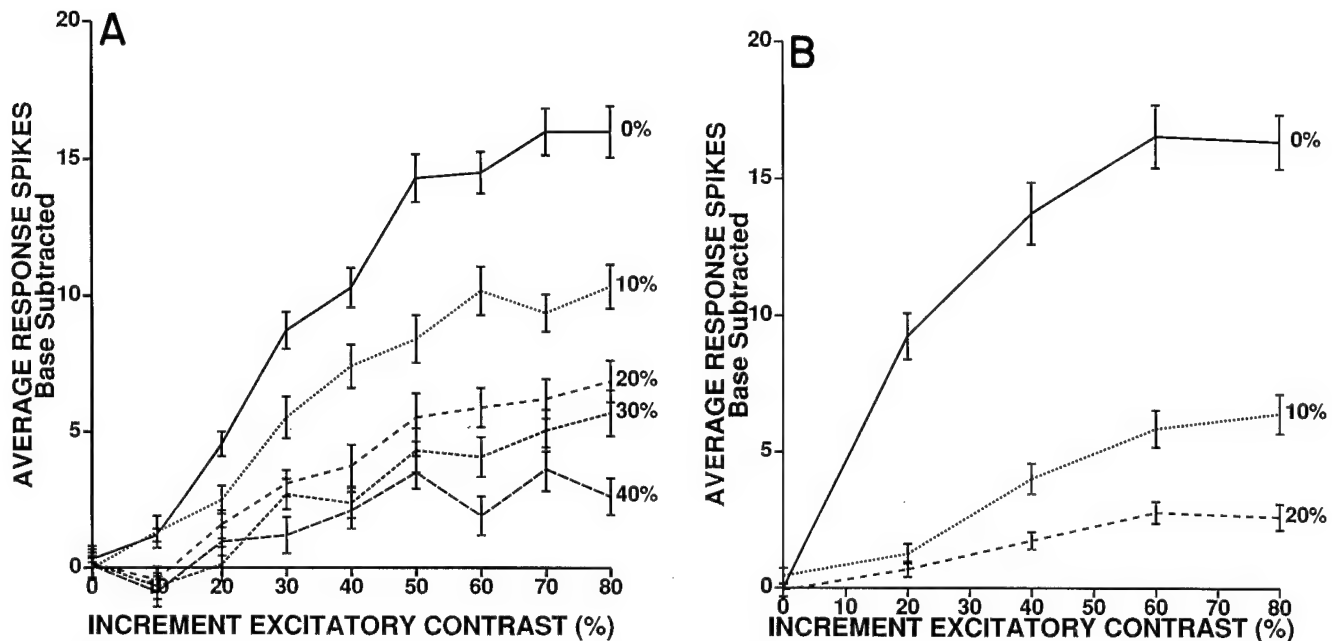 A
AVERAGE RESPONSE SPIKES
Base Subtracted
20
15
10
5
0
0%
10%
20%
30%
40%
0 10 20 30 40 50 60 70 80
INCREMENT EXCITATORY CONTRAST (%)
B
AVERAGE RESPONSE SPIKES
Base Subtracted
20
15
10
5
0
0%
10%
20%
0 10 20 30 40 50 60 70 80
INCREMENT EXCITATORY CONTRAST (%)